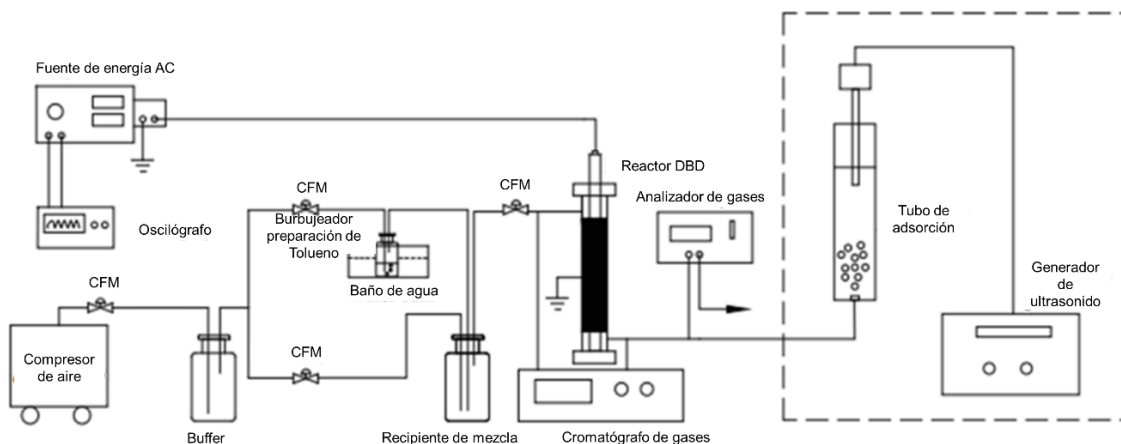 Fuente de energía AC
Oscilógrafo
CFM
Compresor
de aire
Buffer
CFM
Burbujeador
preparación de
Tolueno
Baño de agua
CFM
Recipiente de mezcla
CFM
Reactor DBD
Analizador de gases
Cromatógrafo de gases
Tubo de
adsorción
Generador
de
ultrasonido